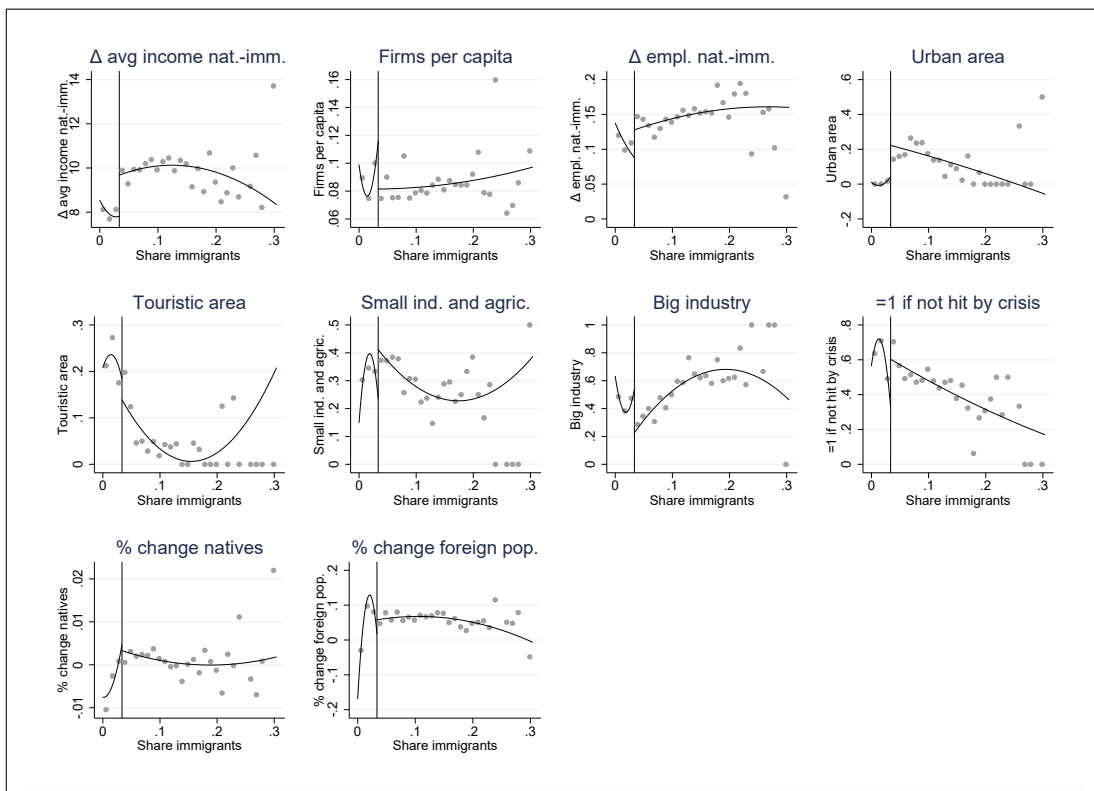 Δ avg income nat.-imm.
Δ avg income nat.-imm.
14
12
10
8
0 .1 .2 .3
Share immigrants
Firms per capita
Firms per capita
.16
.14
.12
.1
.08
.06
0 .1 .2 .3
Share immigrants
Δ empl. nat.-imm.
Δ empl. nat.-imm.
.2
.15
.1
.05
0
0 .1 .2 .3
Share immigrants
Urban area
Urban area
.6
.4
.2
0
-.2
0 .1 .2 .3
Share immigrants
Touristic area
Touristic area
.3
.2
.1
0
0 .1 .2 .3
Share immigrants
Small ind. and agric.
Small ind. and agric.
.5
.4
.3
.2
.1
0
0 .1 .2 .3
Share immigrants
Big industry
Big industry
1
.8
.6
.4
.2
0
0 .1 .2 .3
Share immigrants
=1 if not hit by crisis
=1 if not hit by crisis
.8
.6
.4
.2
0
0 .1 .2 .3
Share immigrants
% change natives
% change natives
.02
.01
0
-.01
0 .1 .2 .3
Share immigrants
% change foreign pop.
% change foreign pop.
.2
.1
0
-.1
-.2
0 .1 .2 .3
Share immigrants